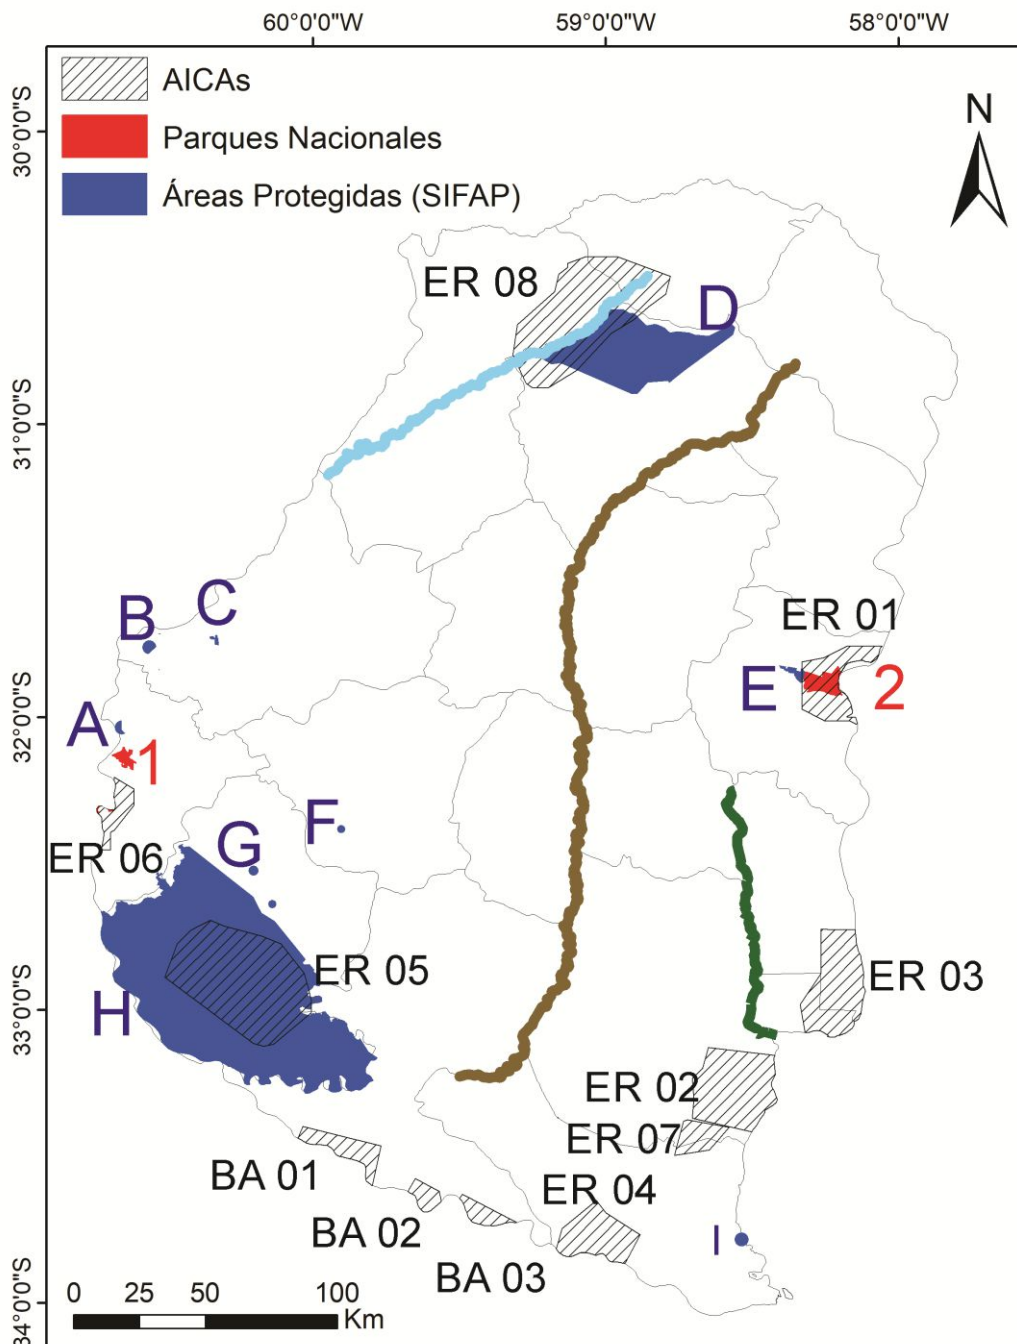 60°0'0"W 59°0'0"W 58°0'0"W
AICAs
Parques Nacionales
Áreas Protegidas (SIFAP)
N
30°0'0"S
31°0'0"S
32°0'0"S
33°0'0"S
34°0'0"S
ER 08
D
B
C
ER 01
E
2
A
1
F
G
ER 06
ER 05
ER 03
H
ER 02
ER 07
BA 01
ER 04
BA 02
I
BA 03
0 25 50 100
Km